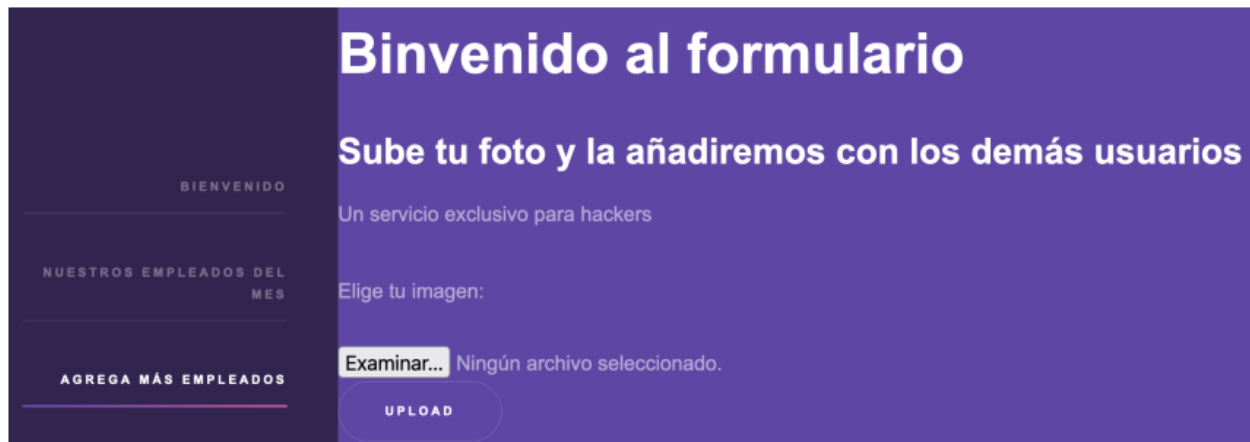 BIENVENIDO
NUESTROS EMPLEADOS DEL
MES
AGREGA MÁS EMPLEADOS
Binvenido al formulario
Sube tu foto y la añadiremos con los demás usuarios
Un servicio exclusivo para hackers
Elige tu imagen:
Examinar... Ningún archivo seleccionado.
UPLOAD